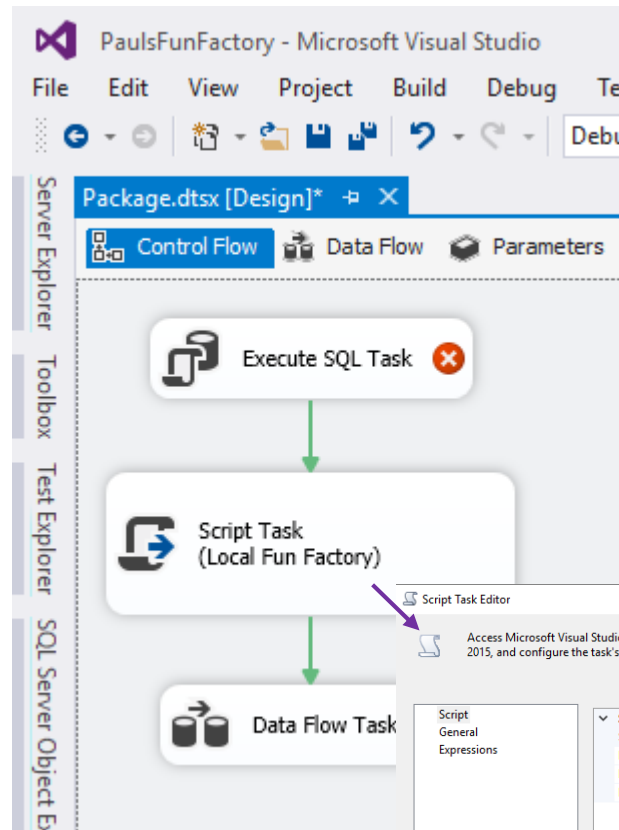 PaulsFunFactory - Microsoft Visual Studio
File Edit View Project Build Debug Te
Debu
Package.dtsx [Design]*
Control Flow Data Flow Parameters
Server Explorer
Toolbox
Test Explorer
SQL Server Object Ex
Execute SQL Task
Script Task
(Local Fun Factory)
Data Flow Task
Script Task Editor
Access Microsoft Visual Studi
2015, and configure the task's
Script
General
Expressions